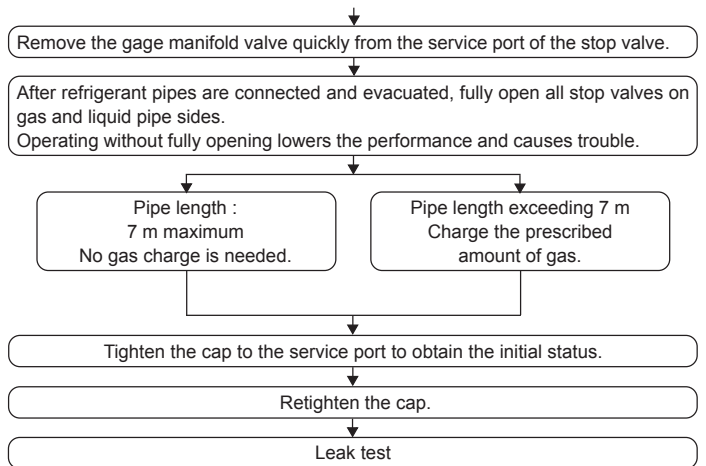 Remove the gage manifold valve quickly from the service port of the stop valve.
After refrigerant pipes are connected and evacuated, fully open all stop valves on
gas and liquid pipe sides.
Operating without fully opening lowers the performance and causes trouble.
Pipe length :
7 m maximum
No gas charge is needed.
Pipe length exceeding 7 m
Charge the prescribed
amount of gas.
Tighten the cap to the service port to obtain the initial status.
Retighten the cap.
Leak test